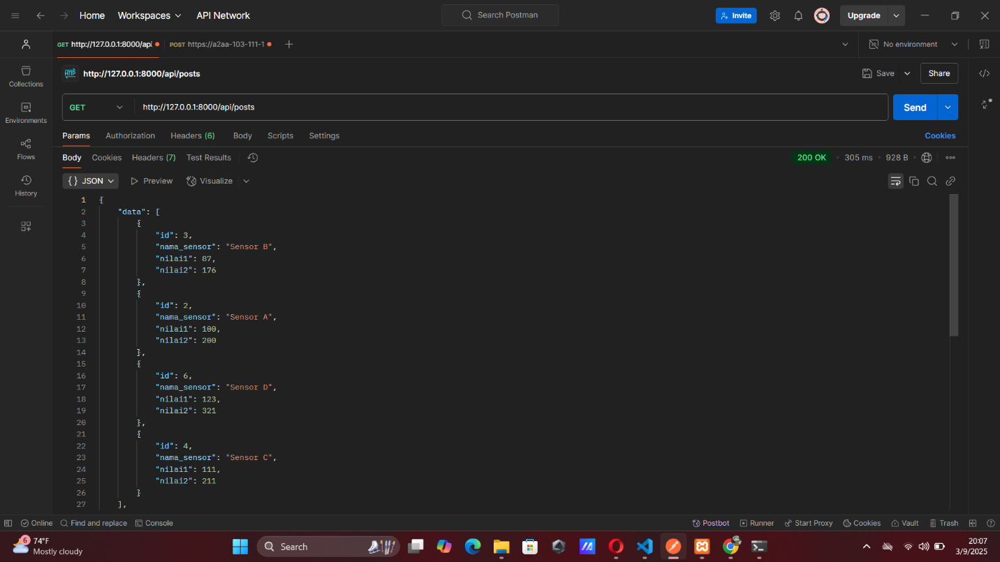 Home
Workspaces
API Network
Search Postman
Invite
Upgrade
GET http://127.0.0.1:8000/api
POST https://a2aa-103-111-1
No environment
HTTP http://127.0.0.1:8000/api/posts
Save
Share
Collections
Environments
Flows
History
GET
http://127.0.0.1:8000/api/posts
Send
Params Authorization Headers (6) Body Scripts Settings
Cookies
Body Cookies Headers (7) Test Results
200 OK • 305 ms • 928 B •
{} JSON
Preview
Visualize
1 {
2 "data": [
3 {
4 "id": 3,
5 "nama_sensor": "Sensor B",
6 "nilai1": 87,
7 "nilai2": 176
8 },
9 {
10 "id": 2,
11 "nama_sensor": "Sensor A",
12 "nilai1": 100,
13 "nilai2": 200
14 },
15 {
16 "id": 6,
17 "nama_sensor": "Sensor D",
18 "nilai1": 123,
19 "nilai2": 321
20 },
21 {
22 "id": 4,
23 "nama_sensor": "Sensor C",
24 "nilai1": 111,
25 "nilai2": 211
26 }
27 ],
Online
Find and replace
Console
Postbot
Runner
Start Proxy
Cookies
Vault
Trash
6
74°F
Mostly cloudy
Search
20:07
3/9/2025